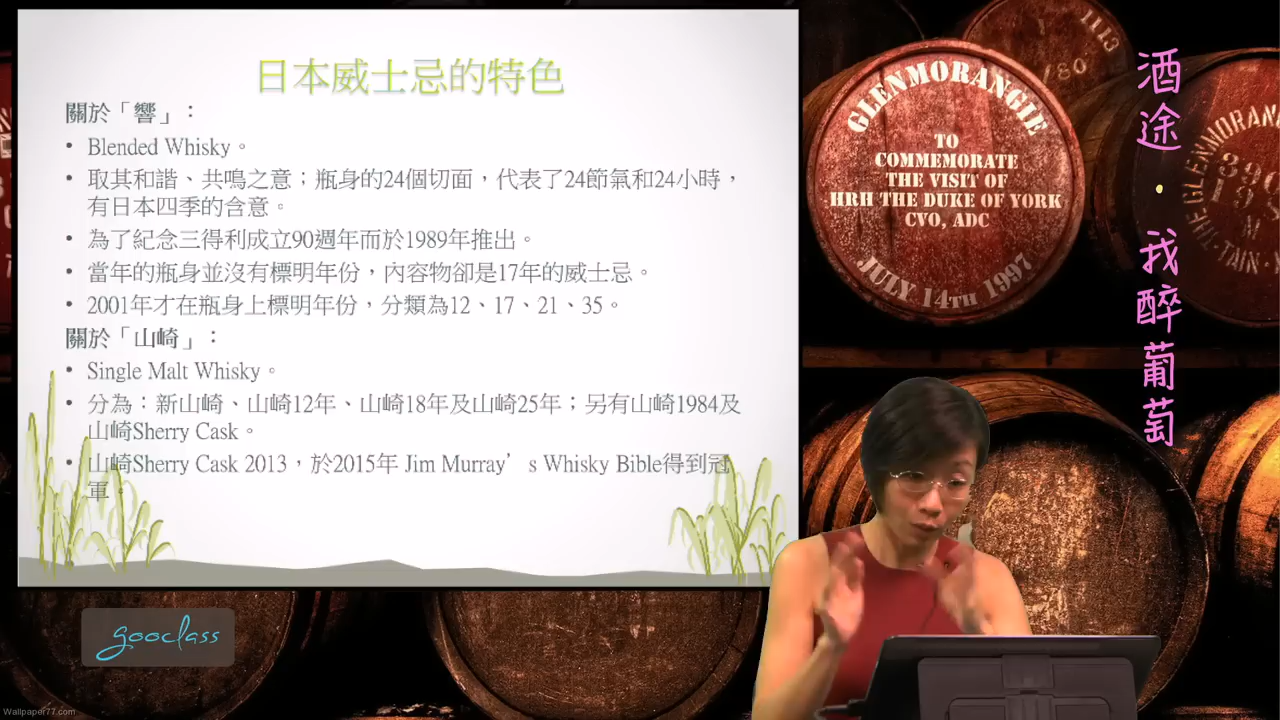 日本威士忌的特色
關於「響」：
• Blended Whisky。
• 取其和諧、共鳴之意；瓶身的24個切面，代表了24節氣和24小時，
有日本四季的含意。
• 為了紀念三得利成立90週年而於1989年推出。
• 當年的瓶身並沒有標明年份，內容物卻是17年的威士忌。
• 2001年才在瓶身上標明年份，分類為12、17、21、35。
關於「山崎」：
• Single Malt Whisky。
• 分為：新山崎、山崎12年、山崎18年及山崎25年；另有山崎1984及
山崎Sherry Cask。
• 山崎Sherry Cask 2013，於2015年 Jim Murray’s Whisky Bible得到冠
軍。
GLENMORANGIE
TO
COMMEMORATE
THE VISIT OF
HRH THE DUKE OF YORK
CVO, ADC
JULY 14TH 1997
1113
酒途・我醉葡萄
gooclass
Wallpaper77.com